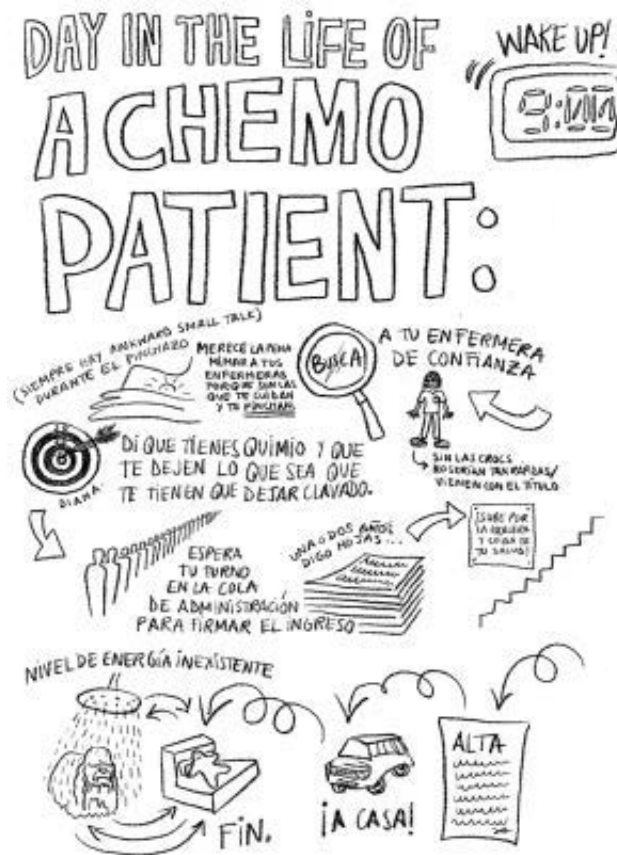 DAY IN THE LIFE OF
A CHEMO
PATIENT:
WAKE UP!
(SIEMPRE HAY AWKWARD SMALL TALK)
DURANTE EL PINCHAZO
MERECE LA PENA
MIMAR A TUS
ENFERMERAS
PORQUE SON LAS
QUE TE CUIDAN
Y TE PINCHAN.
BUSCA
A TU ENFERMERA
DE CONFIANZA
SIN LAS CROCS
NO SERÍAN TAN RÁPIDAS/
VIENEN CON EL TÍTULO
DIANA.
DI QUE TIENES QUIMIO Y QUE
TE DEJEN LO QUE SEA QUE
TE TIENEN QUE DEJAR CLAVADO.
ESPERA
TU TURNO
EN LA COLA
DE ADMINISTRACIÓN
PARA FIRMAR EL INGRESO
UNA O DOS AÑOS
DIGO HOJAS...
¡SUBE POR
LA ESCALERA
Y CUIDA DE
TU SALUD!
NIVEL DE ENERGÍA INEXISTENTE
FIN.
¡A CASA!
ALTA